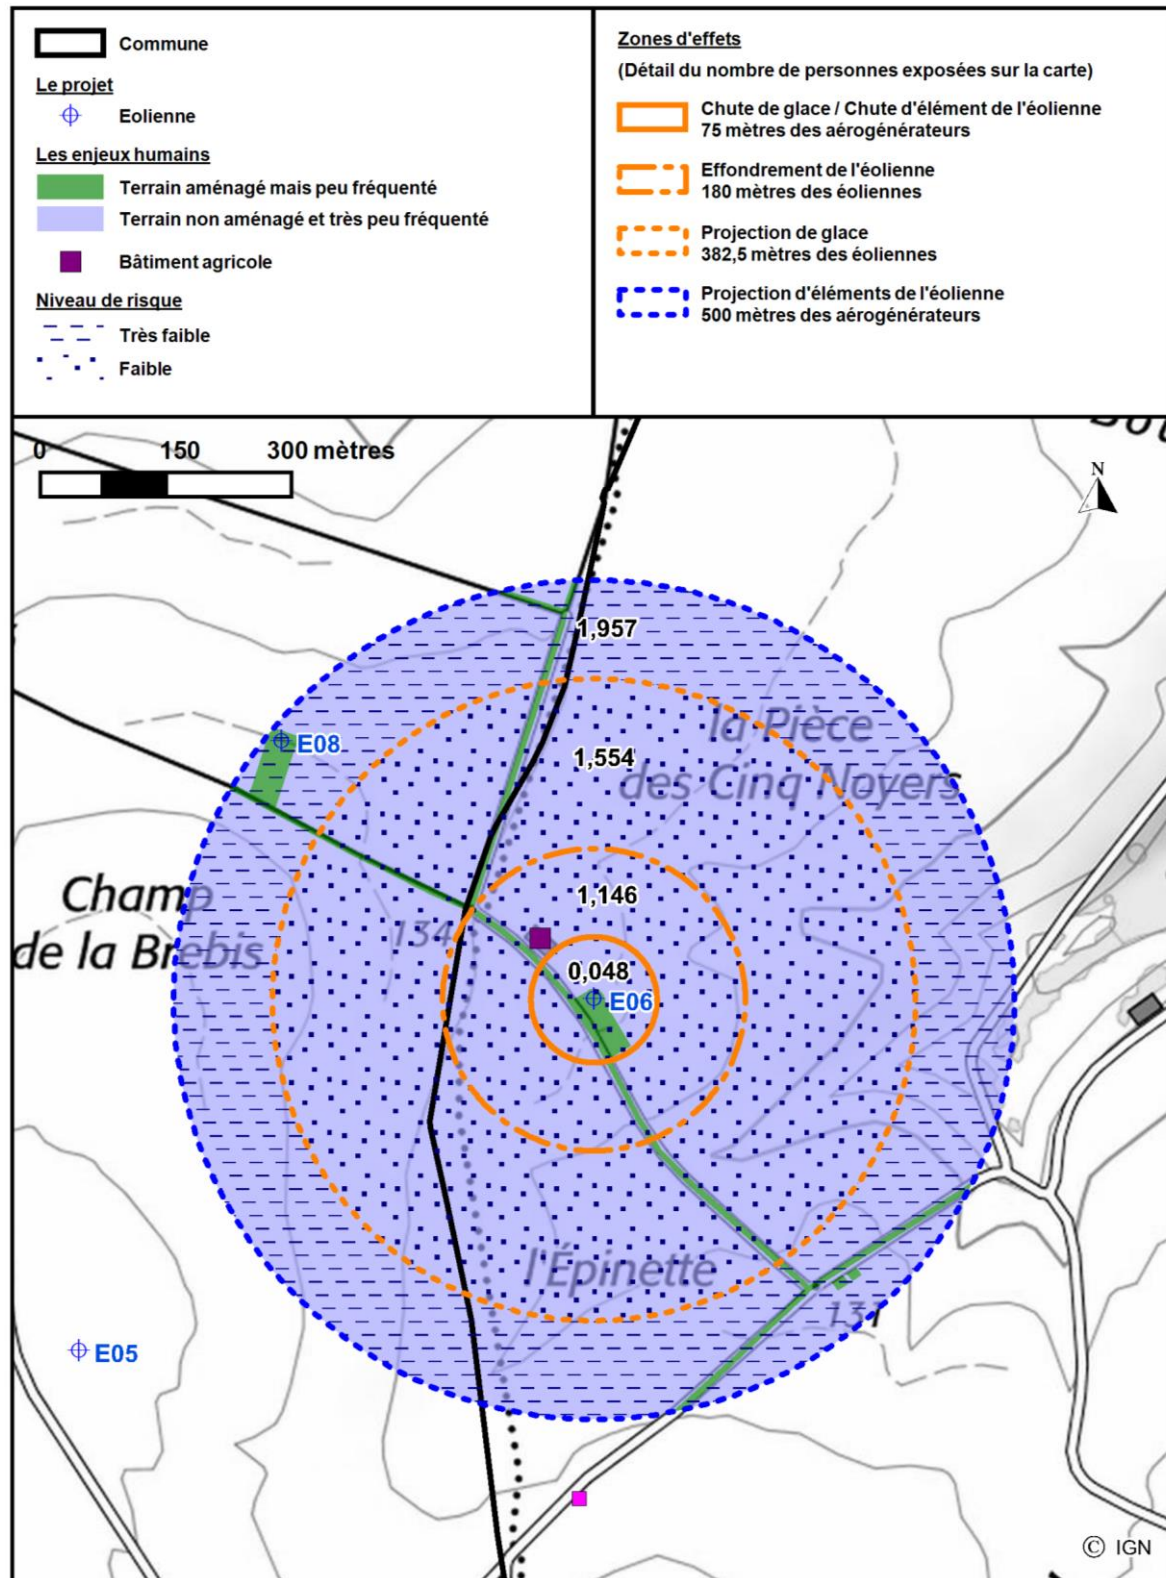 Commune
Le projet
Eolienne
Les enjeux humains
Terrain aménagé mais peu fréquenté
Terrain non aménagé et très peu fréquenté
Bâtiment agricole
Niveau de risque
Très faible
Faible
Zones d'effets
(Détail du nombre de personnes exposées sur la carte)
Chute de glace / Chute d'élément de l'éolienne
75 mètres des aérogénérateurs
Effondrement de l'éolienne
180 mètres des éoliennes
Projection de glace
382,5 mètres des éoliennes
Projection d'éléments de l'éolienne
500 mètres des aérogénérateurs
0 150 300 mètres
N
1,957
la Pièce
des Cinq Noyers
E08
1,554
Champ
de la Brebis
1,146
134
0,048
E06
l'Épinette
131
E05
© IGN